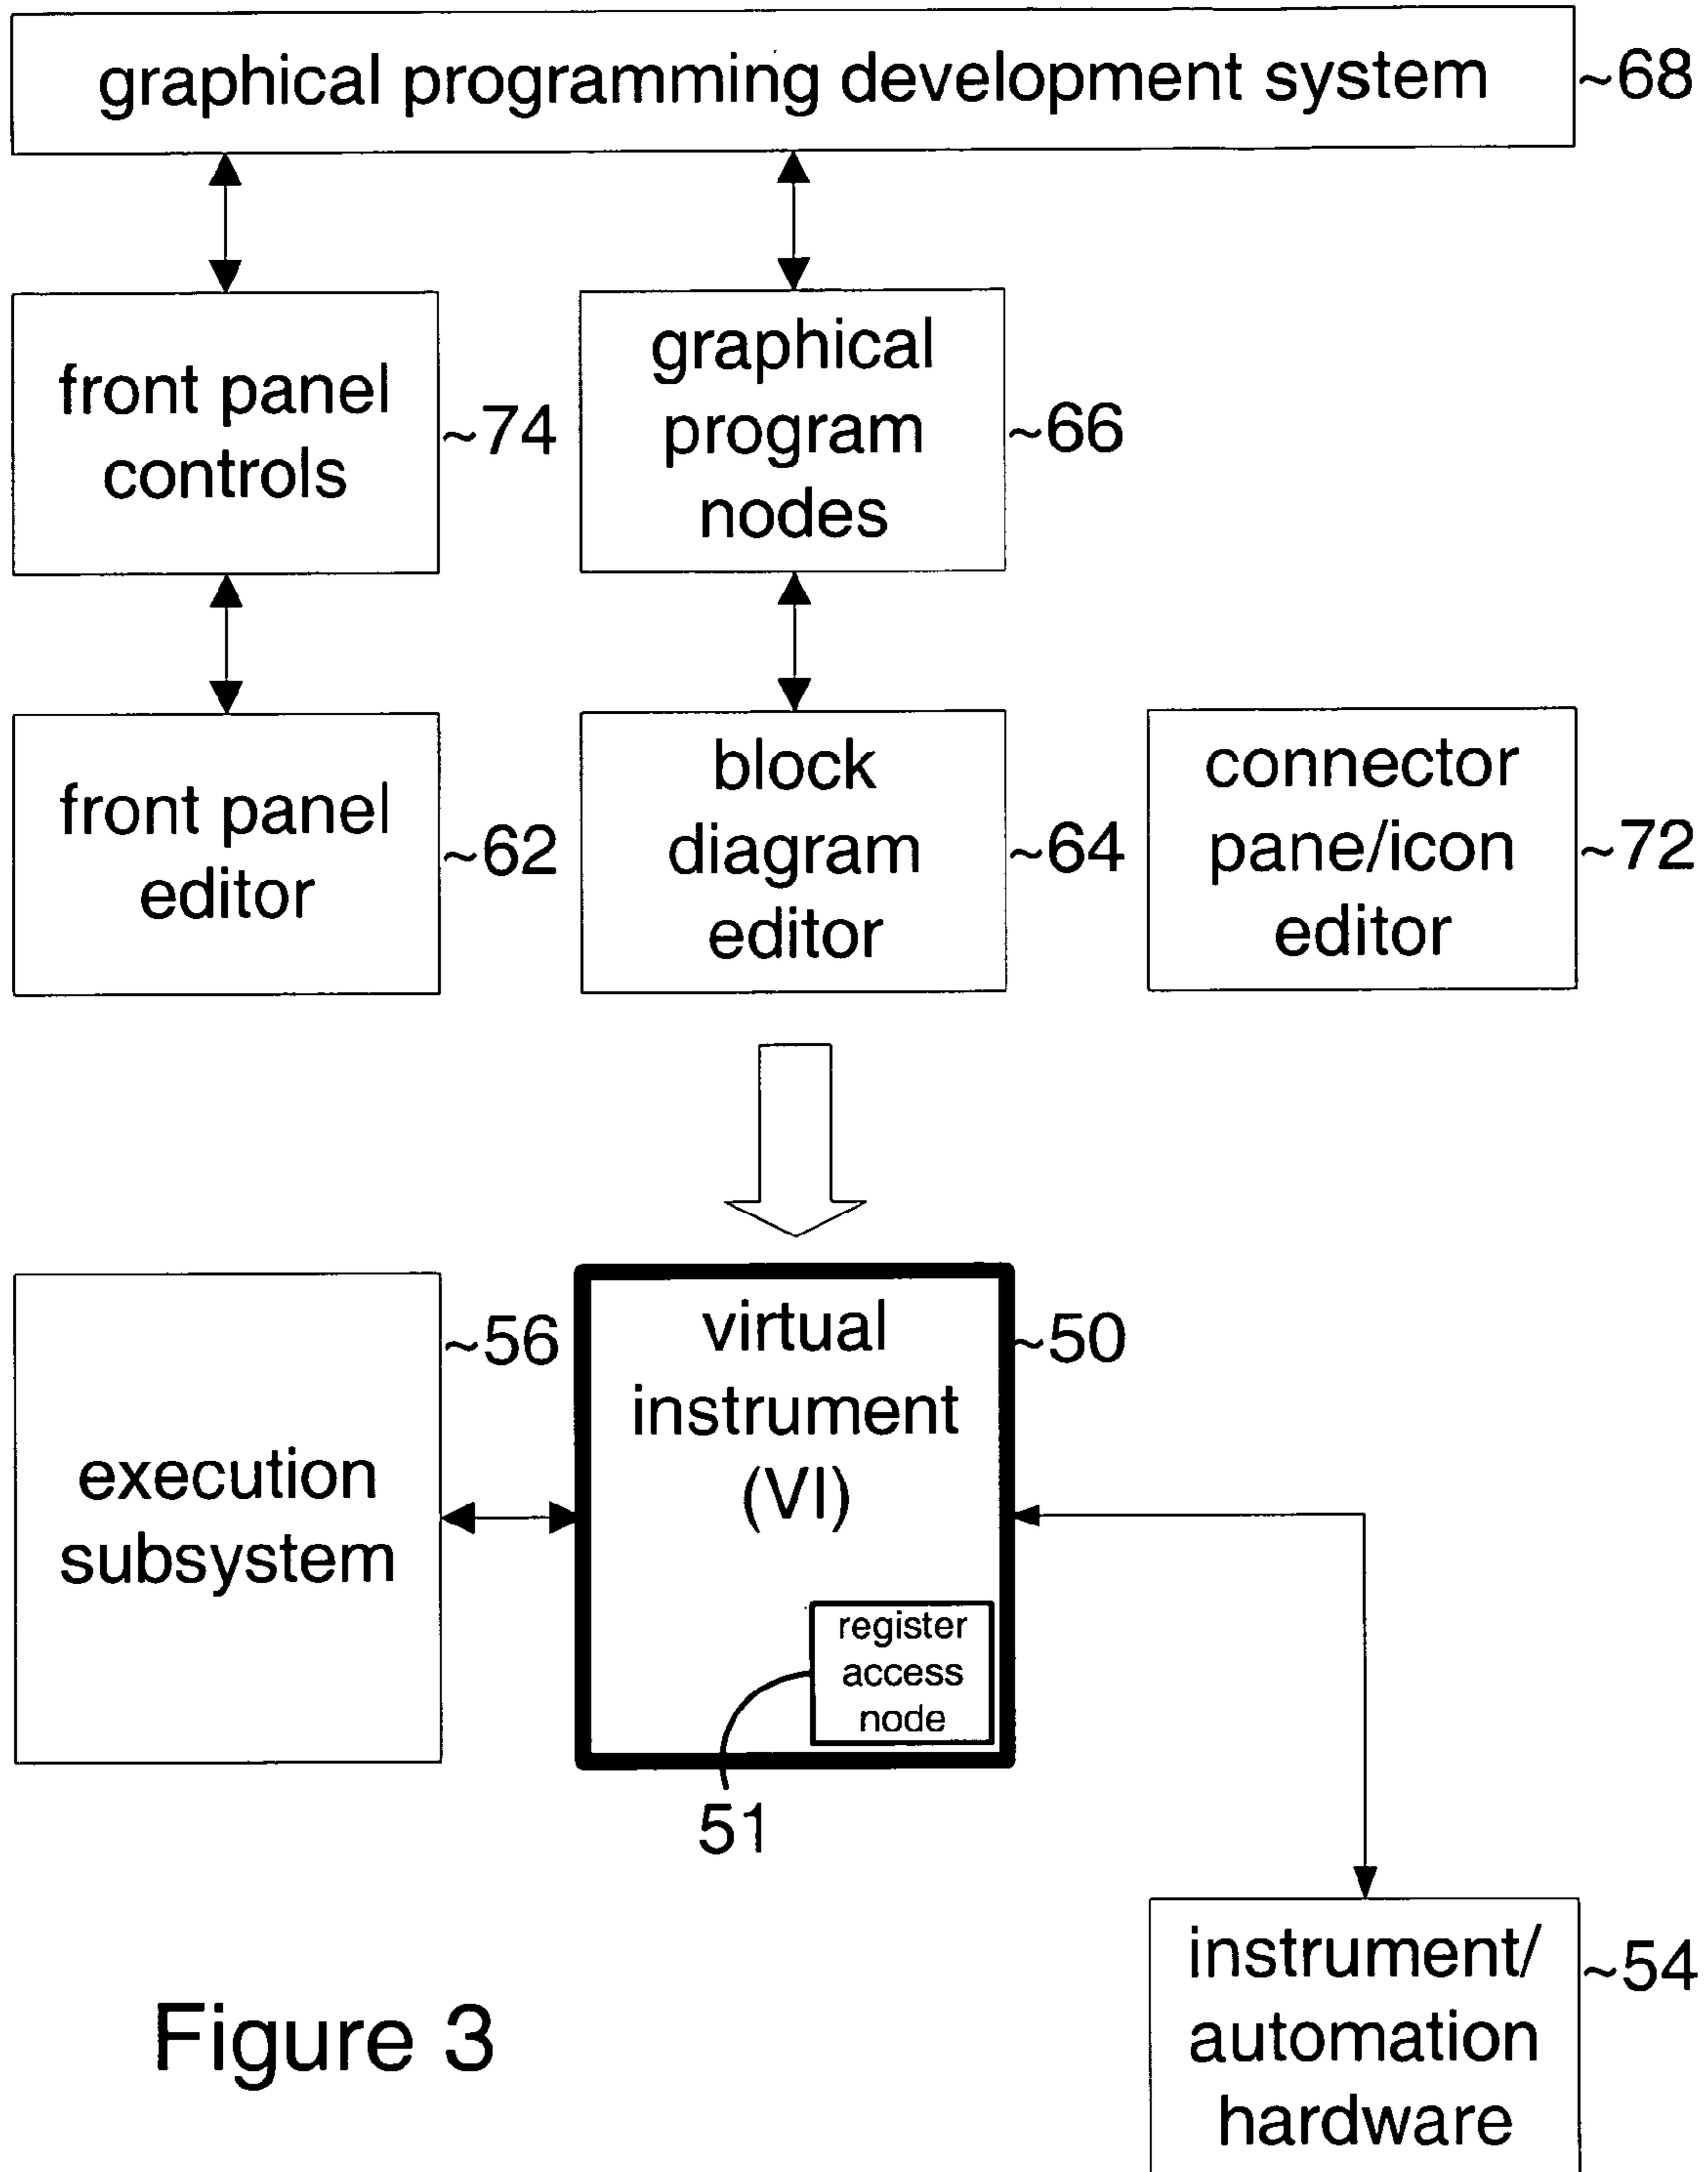 graphical programming development system ~68
front panel
controls
~74
graphical
program
nodes
~66
front panel
editor
~62
block
diagram
editor
~64
connector
pane/icon
editor
~72
execution
subsystem
~56
virtual
instrument
(VI)
~50
register
access
node
51
instrument/
automation
hardware
~54
Figure 3